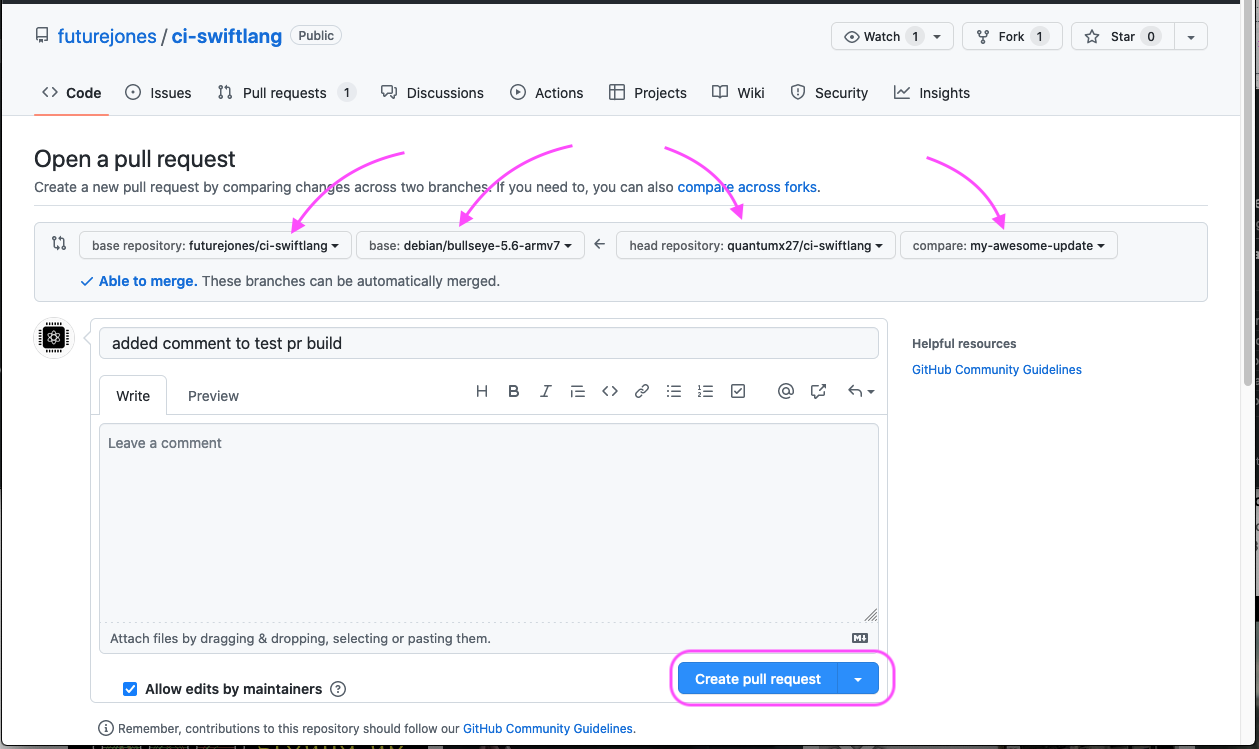 futurejones / ci-swiftlang Public Watch 1 Fork 1 Star 0
Code Issues Pull requests 1 Discussions Actions Projects Wiki Security Insights
Open a pull request
Create a new pull request by comparing changes across two branches. If you need to, you can also compare across forks.
base repository: futurejones/ci-swiftlang base: debian/bullseye-5.6-armv7 head repository: quantumx27/ci-swiftlang compare: my-awesome-update
Able to merge. These branches can be automatically merged.
added comment to test pr build
Helpful resources
GitHub Community Guidelines
Write Preview
Leave a comment
Attach files by dragging & dropping, selecting or pasting them.
Allow edits by maintainers
Create pull request
Remember, contributions to this repository should follow our GitHub Community Guidelines.